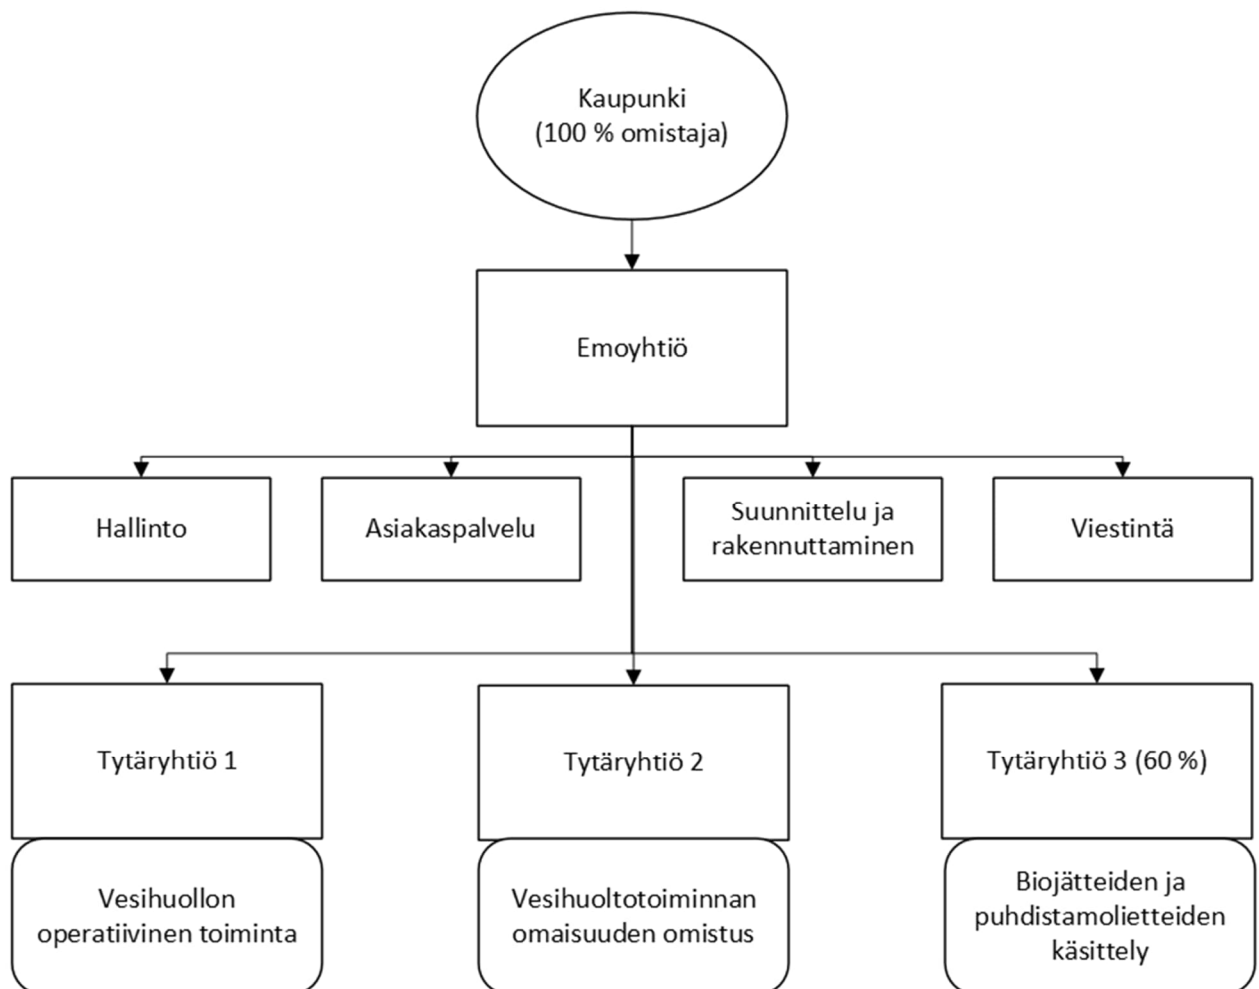 Kaupunki
(100 % omistaja)
Emoyhtiö
Hallinto
Asiakaspalvelu
Suunnittelu ja
rakennuttaminen
Viestintä
Tytäryhtiö 1
Tytäryhtiö 2
Tytäryhtiö 3 (60 %)
Vesihuollon
operatiivinen toiminta
Vesihuoltotoiminnan
omaisuuden omistus
Biojätteiden ja
puhdistamolietteiden
käsittely